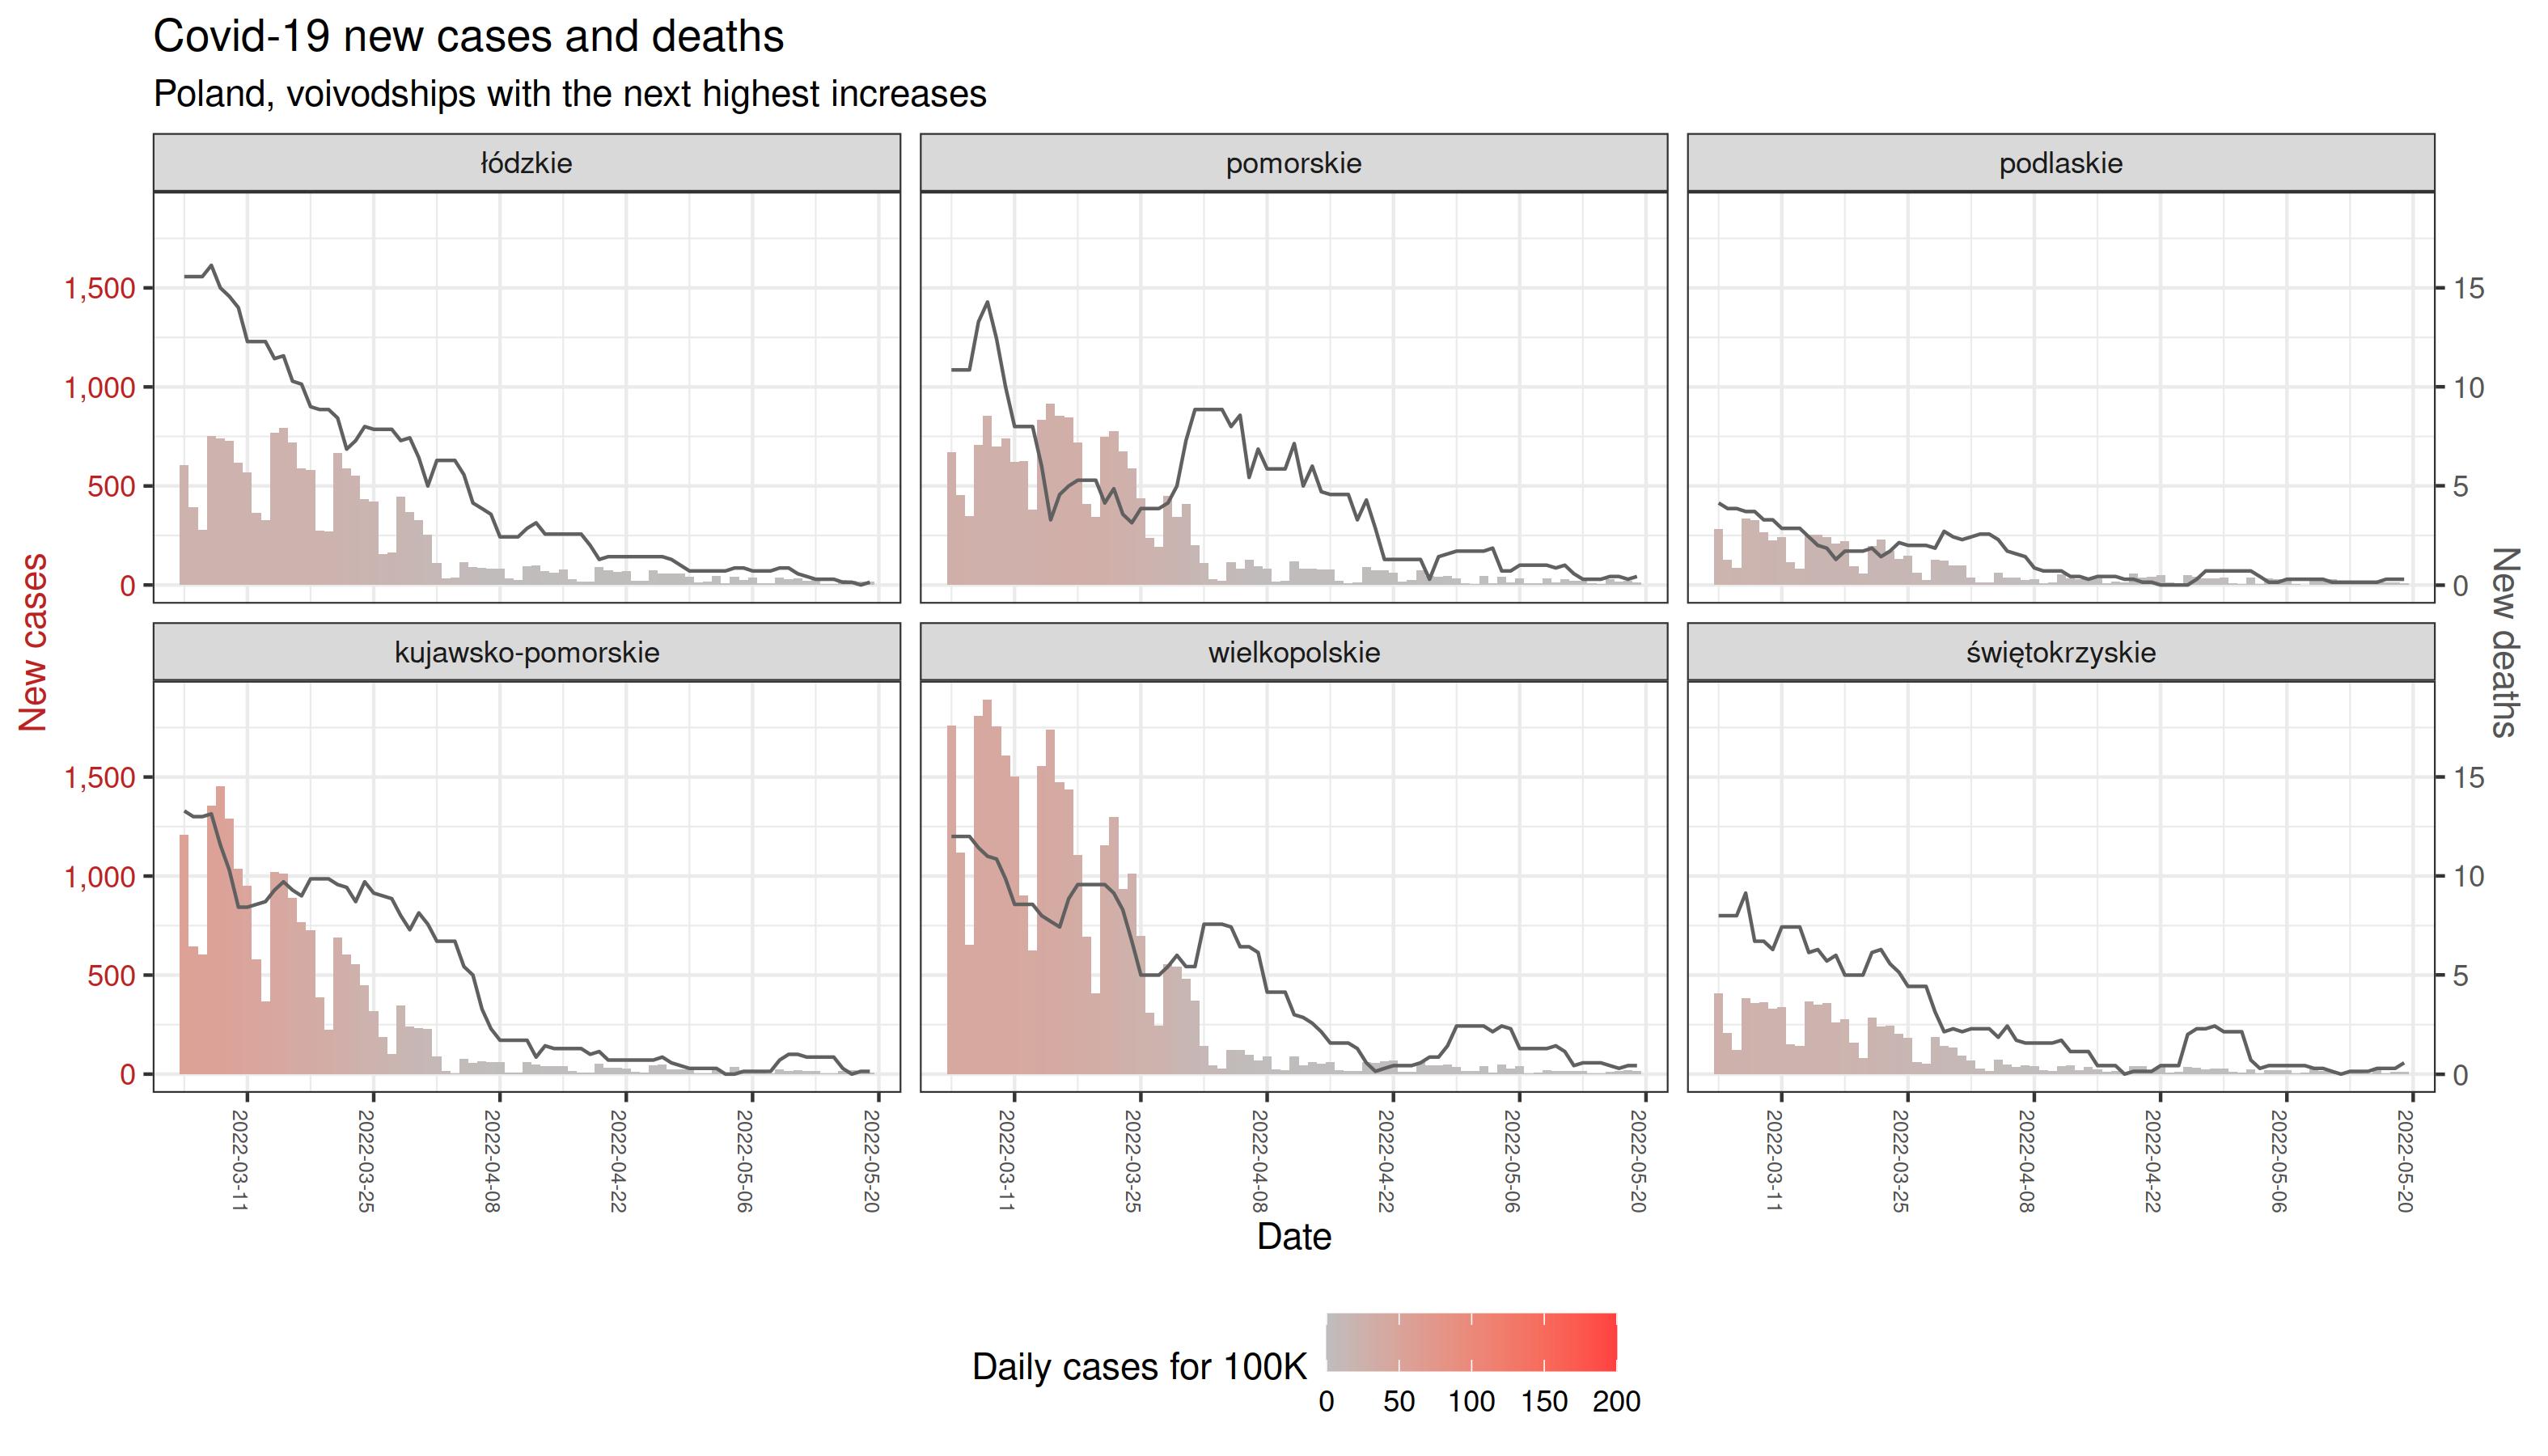 Covid-19 new cases and deaths
Poland, voivodships with the next highest increases
łódzkie
pomorskie
podlaskie
1,500
1,000
500
0
15
10
5
0
New cases
New deaths
kujawsko-pomorskie
wielkopolskie
świętokrzyskie
1,500
1,000
500
0
15
10
5
0
2022-03-11
2022-03-25
2022-04-08
2022-04-22
2022-05-06
2022-05-20
2022-03-11
2022-03-25
2022-04-08
2022-04-22
2022-05-06
2022-05-20
2022-03-11
2022-03-25
2022-04-08
2022-04-22
2022-05-06
2022-05-20
Date
Daily cases for 100K
0 50 100 150 200